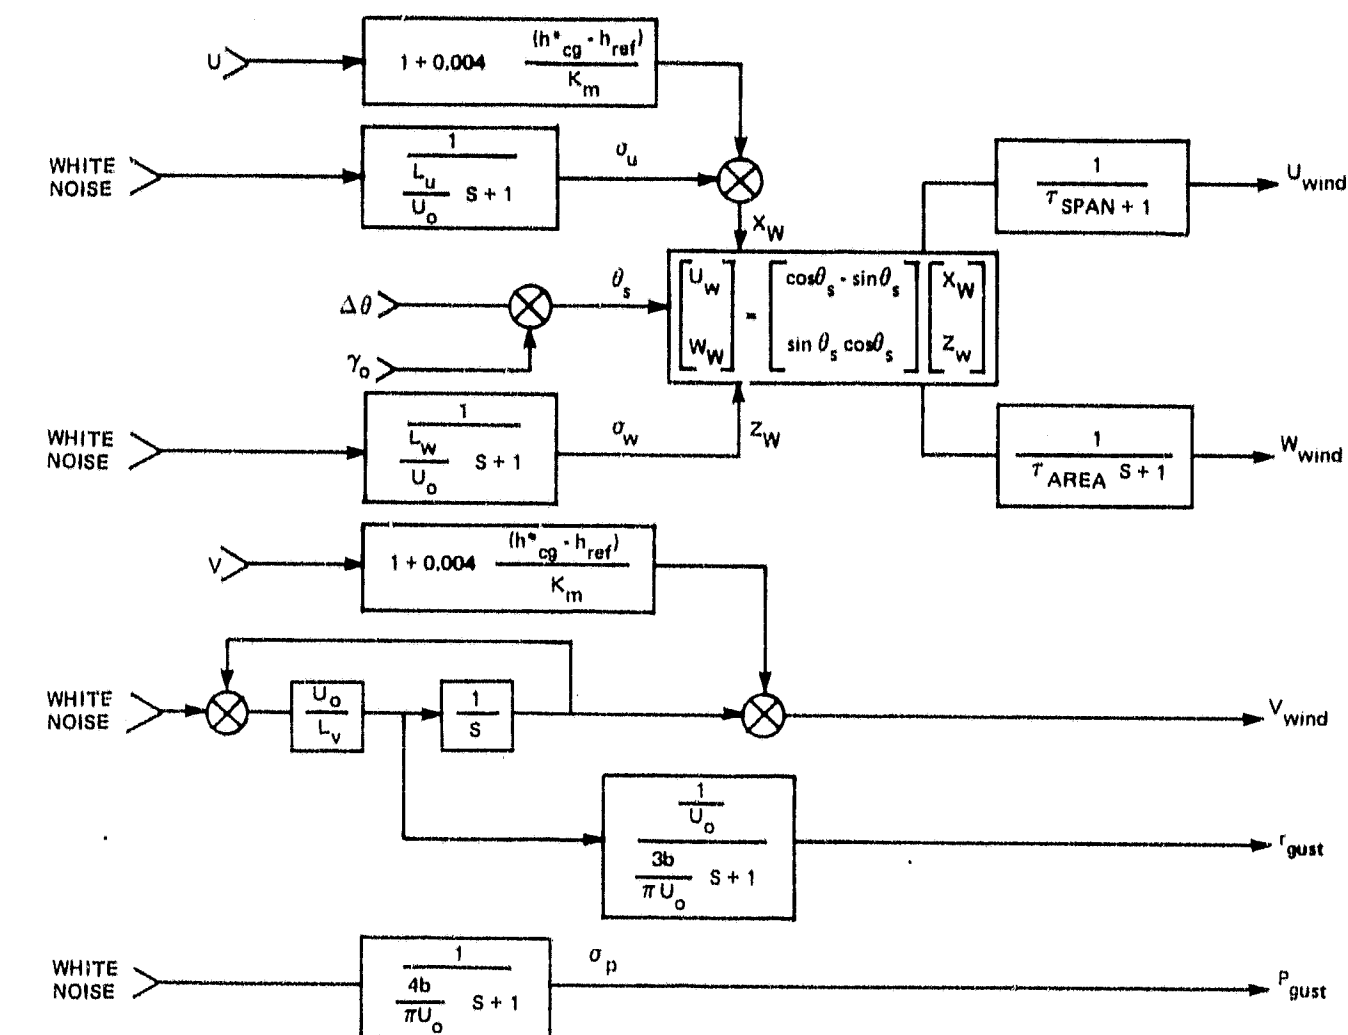 U
1 + 0.004 (h*cg - href)
Km
WHITE
NOISE
1
Lu
Uo
S + 1
σu
XW
1
τ SPAN + 1
Uwind
Δθ
θs
γo
Uw
WW
=
cosθs - sinθs
sin θs cosθs
XW
Zw
WHITE
NOISE
1
LW
Uo
S + 1
σw
ZW
1
τ AREA S + 1
Wwind
V
1 + 0.004 (h*cg - href)
Km
WHITE
NOISE
Uo
Lv
1
S
Vwind
1
Uo
3b
π Uo
S + 1
rgust
WHITE
NOISE
1
4b
πUo
S + 1
σp
Pgust